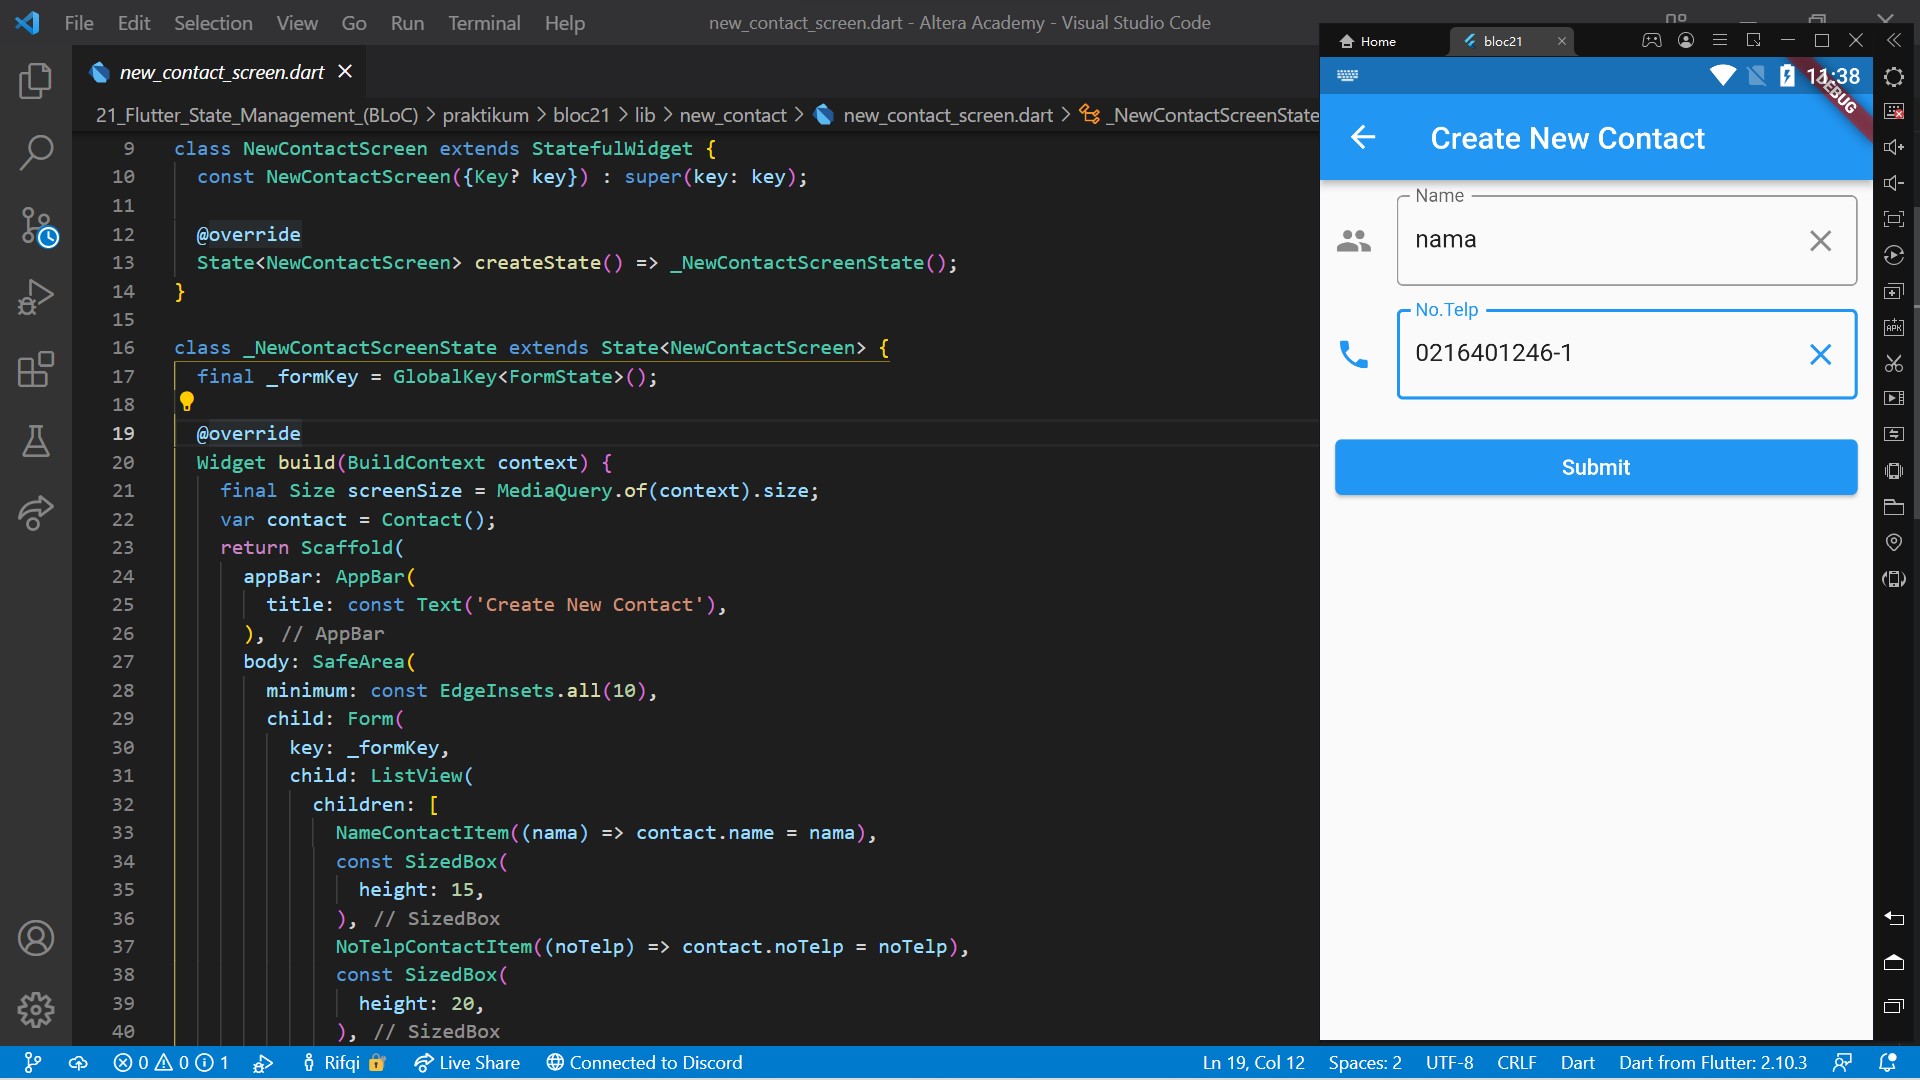 File Edit Selection View Go Run Terminal Help
new_contact_screen.dart - Altera Academy - Visual Studio Code
new_contact_screen.dart
21_Flutter_State_Management_(BLoC) > praktikum > bloc21 > lib > new_contact > new_contact_screen.dart > _NewContactScreenState
9 class NewContactScreen extends StatefulWidget {
10 const NewContactScreen({Key? key}) : super(key: key);
11
12 @override
13 State<NewContactScreen> createState() => _NewContactScreenState();
14 }
15
16 class _NewContactScreenState extends State<NewContactScreen> {
17 final _formKey = GlobalKey<FormState>();
18
19 @override
20 Widget build(BuildContext context) {
21 final Size screenSize = MediaQuery.of(context).size;
22 var contact = Contact();
23 return Scaffold(
24 appBar: AppBar(
25 title: const Text('Create New Contact'),
26 ), // AppBar
27 body: SafeArea(
28 minimum: const EdgeInsets.all(10),
29 child: Form(
30 key: _formKey,
31 child: ListView(
32 children: [
33 NameContactItem((nama) => contact.name = nama),
34 const SizedBox(
35 height: 15,
36 ), // SizedBox
37 NoTelpContactItem((noTelp) => contact.noTelp = noTelp),
38 const SizedBox(
39 height: 20,
40 ), // SizedBox
Home bloc21
11:38
DEBUG
Create New Contact
Name
nama
No.Telp
0216401246-1
Submit
APK
0 0 1 Rifqi Live Share Connected to Discord Ln 19, Col 12 Spaces: 2 UTF-8 CRLF Dart Dart from Flutter: 2.10.3